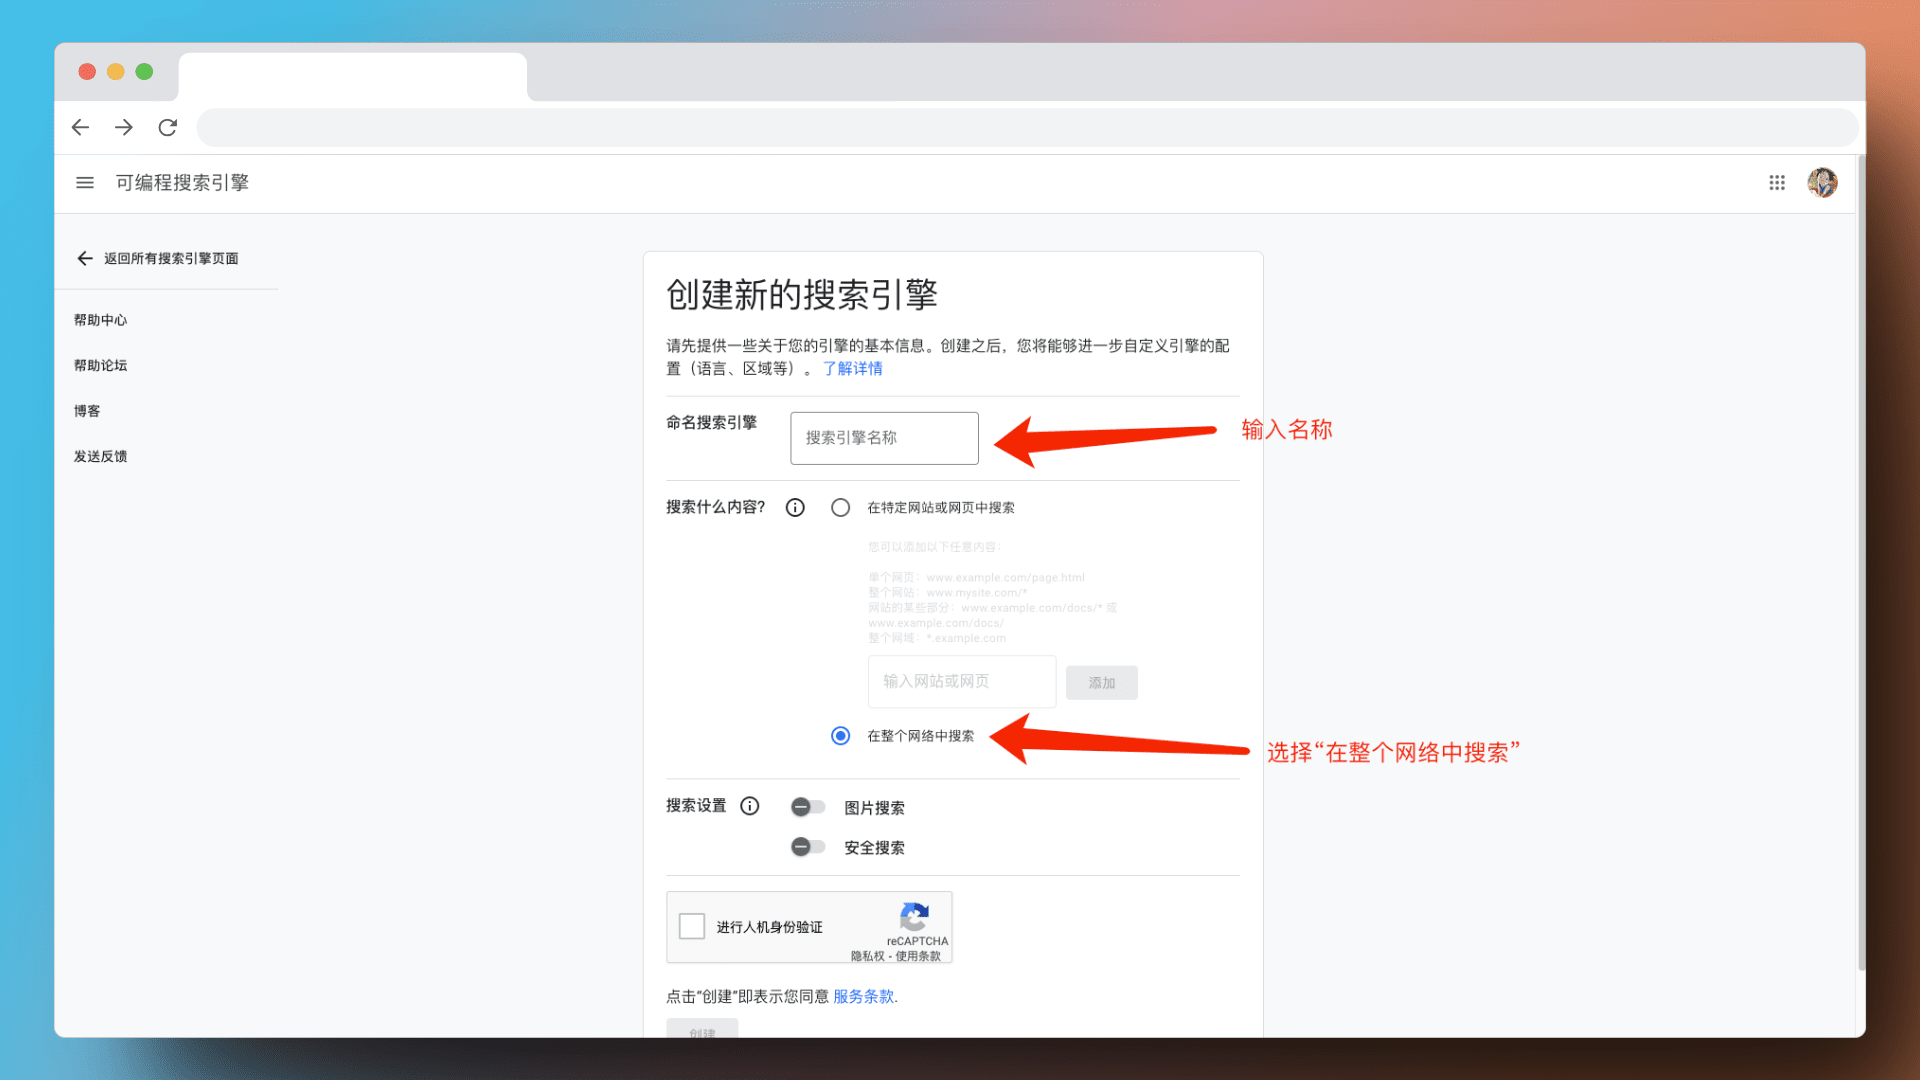 可编程搜索引擎
返回所有搜索引擎页面
帮助中心
帮助论坛
博客
发送反馈
创建新的搜索引擎
请先提供一些关于您的引擎的基本信息。创建之后，您将能够进一步自定义引擎的配
置（语言、区域等）。 了解详情
命名搜索引擎
搜索引擎名称
输入名称
搜索什么内容?
在特定网站或网页中搜索
您可以添加以下任意内容：
单个网页：www.example.com/page.html
整个网站：www.mysite.com/*
网站的某些部分：www.example.com/docs/* 或
www.example.com/docs/
整个网域：*.example.com
输入网站或网页
添加
在整个网络中搜索
选择“在整个网络中搜索”
搜索设置
图片搜索
安全搜索
进行人机身份验证
reCAPTCHA
隐私权 - 使用条款
点击“创建”即表示您同意 服务条款.
创建